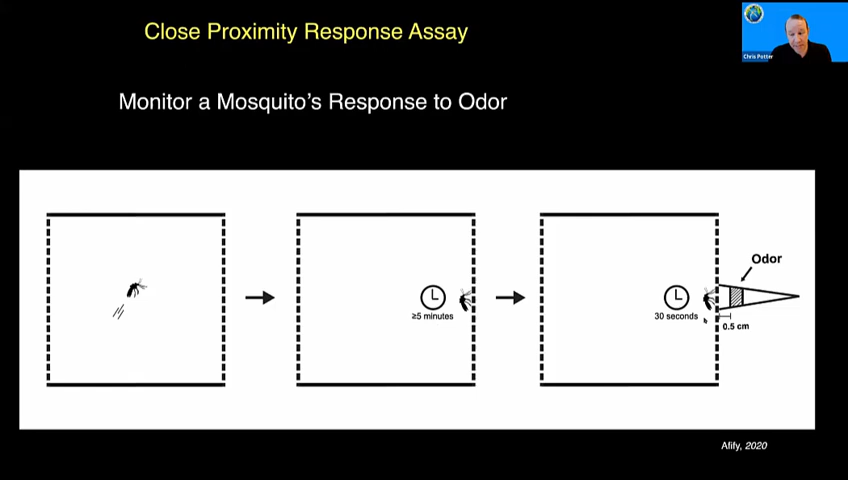 Close Proximity Response Assay
Chris Potter
Monitor a Mosquito's Response to Odor
Odor
≥5 minutes
30 seconds
0.5 cm
Afify, 2020